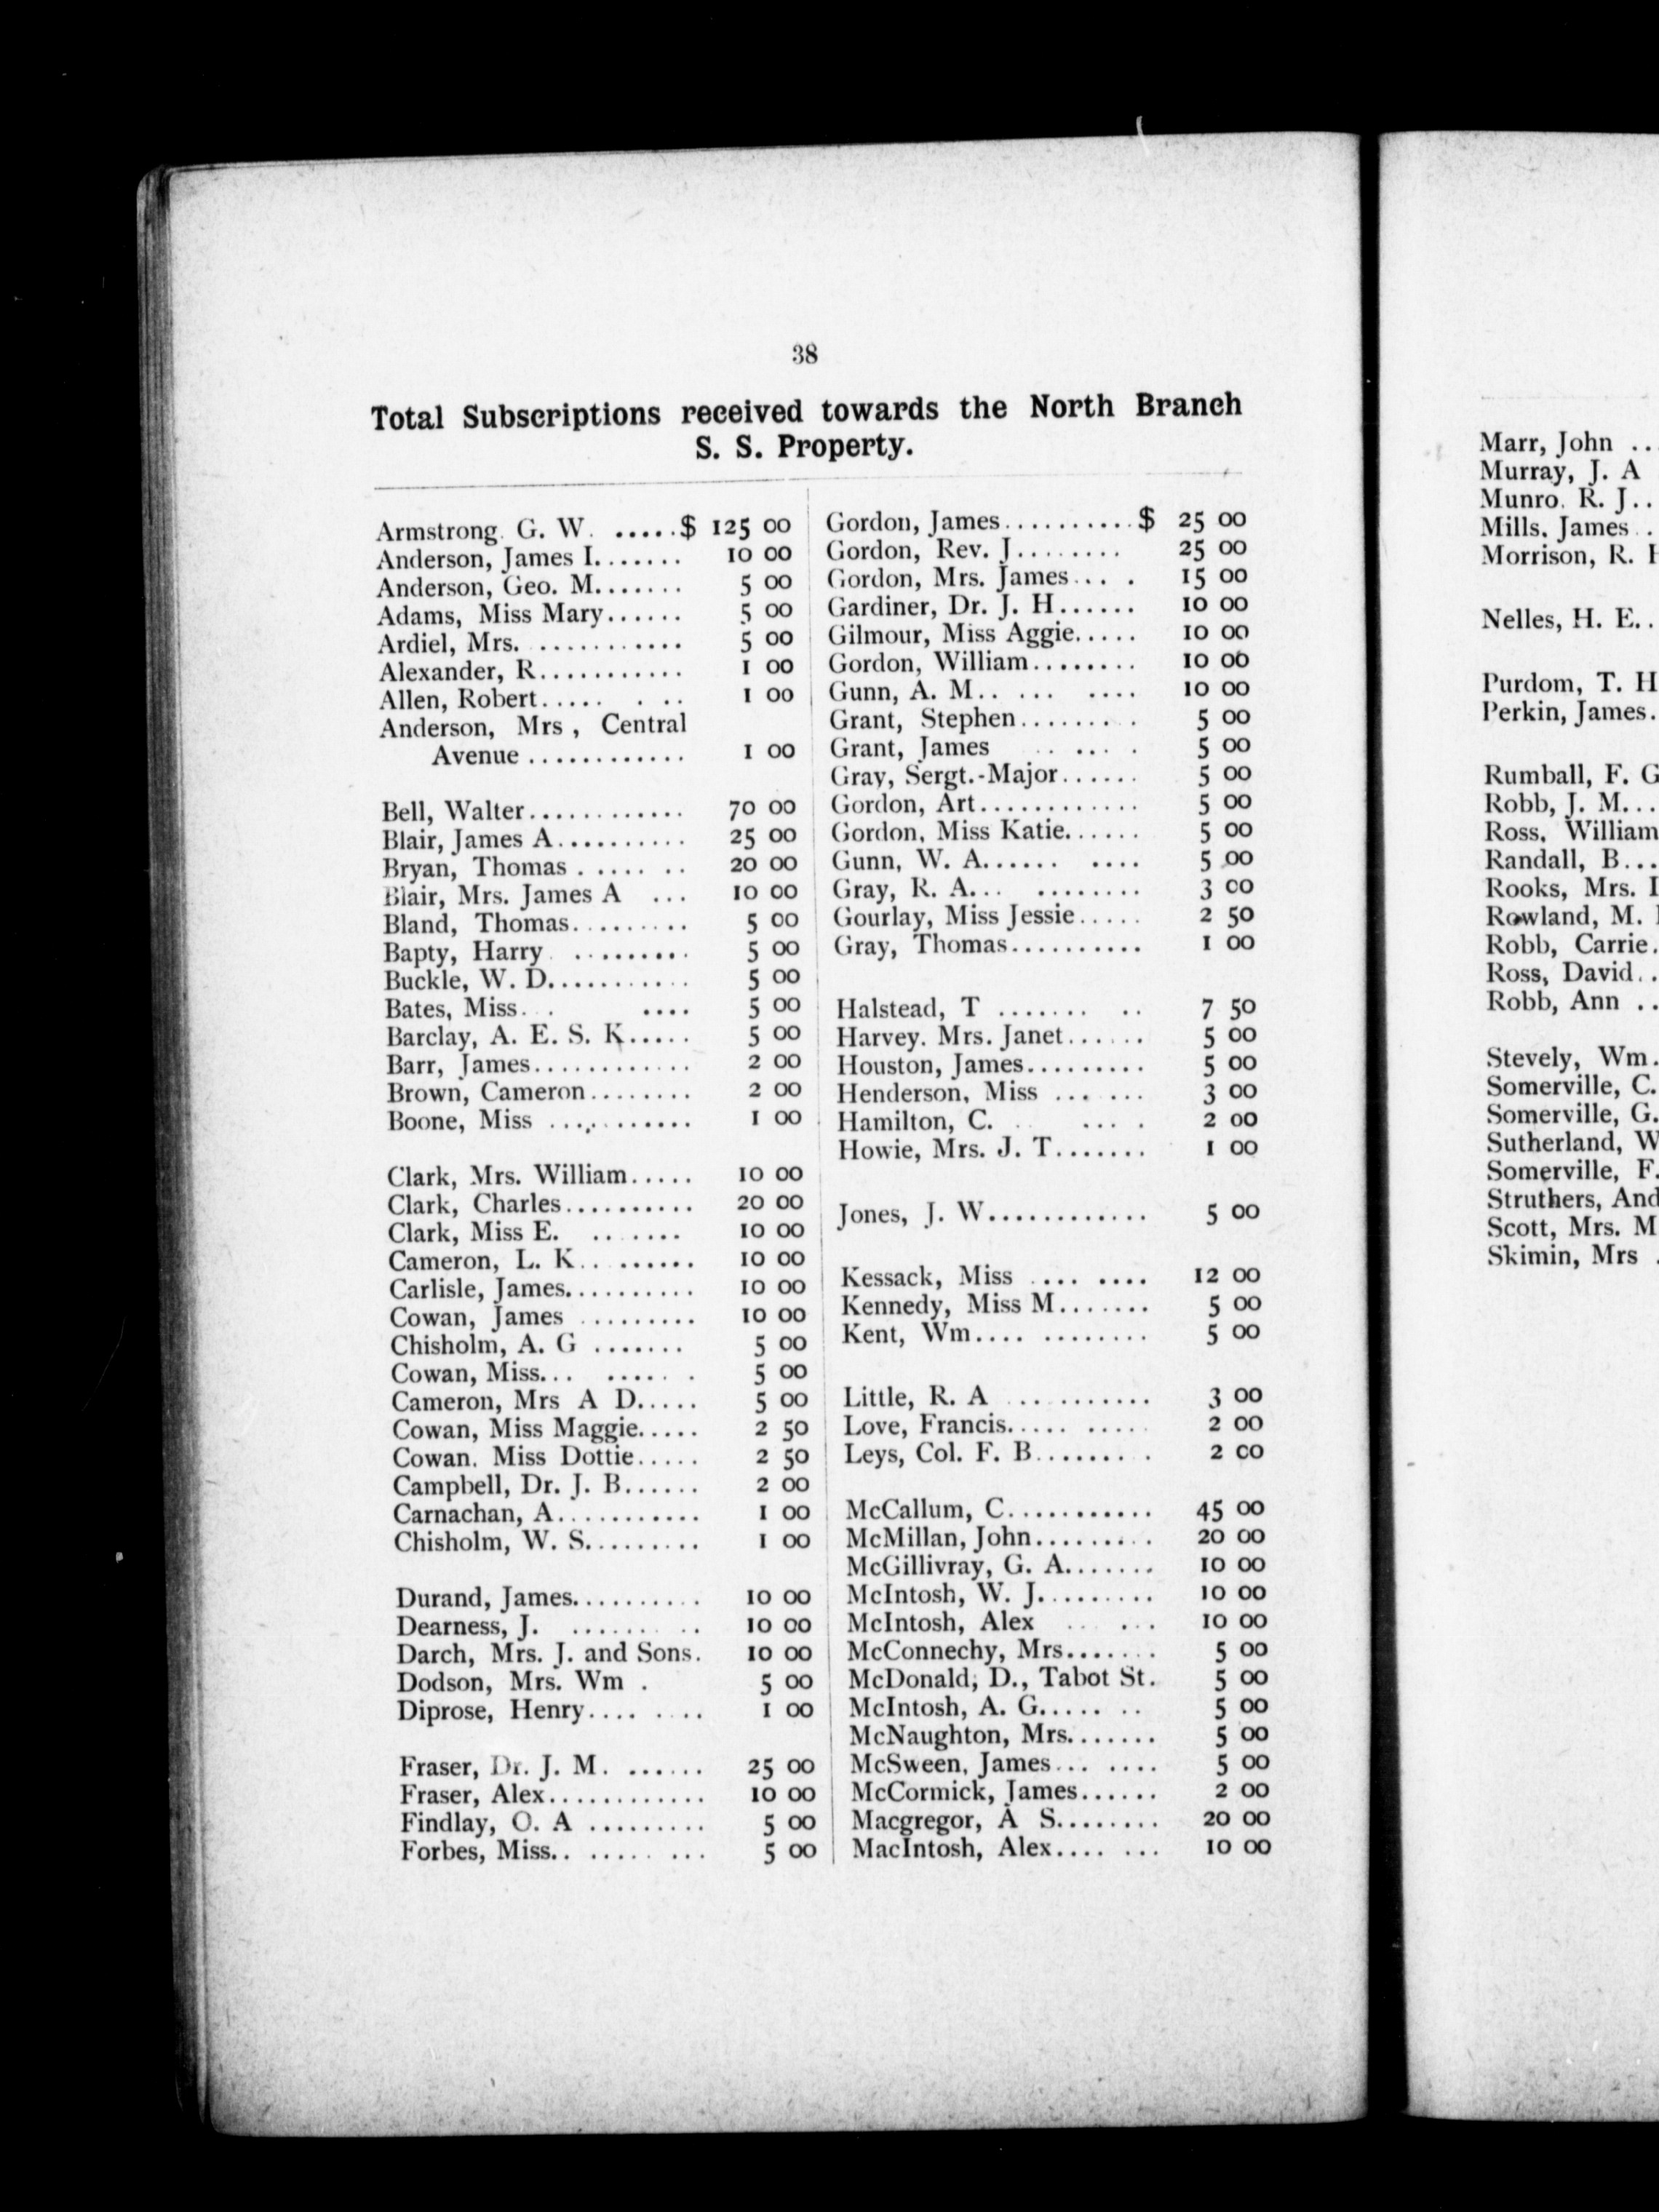 38
Total Subscriptions received towards the North Branch
S. S. Property.
Armstrong. G. W. .....$ 125 00
Anderson, James I....... 10 00
Anderson, Geo. M....... 5 00
Adams, Miss Mary...... 5 00
Ardiel, Mrs. ........... 5 00
Alexander, R........... 1 00
Allen, Robert..... . .. 1 00
Anderson, Mrs , Central
Avenue ............ 1 00
Bell, Walter............ 70 00
Blair, James A.......... 25 00
Bryan, Thomas . ..... .. 20 00
Blair, Mrs. James A ... 10 00
Bland, Thomas......... 5 00
Bapty, Harry. ......... 5 00
Buckle, W. D........... 5 00
Bates, Miss. . . .... 5 00
Barclay, A. E. S. K..... 5 00
Barr, James............ 2 00
Brown, Cameron........ 2 00
Boone, Miss ........... 1 00
Clark, Mrs. William..... 10 00
Clark, Charles.......... 20 00
Clark, Miss E. ....... 10 00
Cameron, L. K.. ........ 10 00
Carlisle, James.......... 10 00
Cowan, James ......... 10 00
Chisholm, A. G ....... 5 00
Cowan, Miss... ...... . 5 00
Cameron, Mrs A D..... 5 00
Cowan, Miss Maggie..... 2 50
Cowan. Miss Dottie..... 2 50
Campbell, Dr. J. B...... 2 00
Carnachan, A........... 1 00
Chisholm, W. S......... 1 00
Durand, James.......... 10 00
Dearness, J. ....... .. 10 00
Darch, Mrs. J. and Sons. 10 00
Dodson, Mrs. Wm . 5 00
Diprose, Henry.... .... 1 00
Fraser, Dr. J. M. ...... 25 00
Fraser, Alex............ 10 00
Findlay, O. A ......... 5 00
Forbes, Miss.. ..... ... 5 00
Gordon, James..........$ 25 00
Gordon, Rev. J........ 25 00
Gordon, Mrs. James... . 15 00
Gardiner, Dr. J. H...... 10 00
Gilmour, Miss Aggie..... 10 00
Gordon, William........ 10 00
Gunn, A. M.. ... .... 10 00
Grant, Stephen........ . 5 00
Grant, James . .... . 5 00
Gray, Sergt.-Major...... 5 00
Gordon, Art............ 5 00
Gordon, Miss Katie...... 5 00
Gunn, W. A...... .... 5 00
Gray, R. A... ........ 3 00
Gourlay, Miss Jessie..... 2 50
Gray, Thomas.......... 1 00
Halstead, T ....... .. 7 50
Harvey. Mrs. Janet...... 5 00
Houston, James......... 5 00
Henderson, Miss ... ... 3 00
Hamilton, C. . .... 2 00
Howie, Mrs. J. T....... 1 00
Jones, J. W............ 5 00
Kessack, Miss .... .... 12 00
Kennedy, Miss M....... 5 00
Kent, Wm.... ........ 5 00
Little, R. A ........... 3 00
Love, Francis..... ..... 2 00
Leys, Col. F. B........ . 2 00
McCallum, C........... 45 00
McMillan, John......... 20 00
McGillivray, G. A....... 10 00
McIntosh, W. J......... 10 00
McIntosh, Alex .. ... 10 00
McConnechy, Mrs....... 5 00
McDonald; D., Tabot St. 5 00
McIntosh, A. G..... .. 5 00
McNaughton, Mrs....... 5 00
McSween, James... .... 5 00
McCormick, James...... 2 00
Macgregor, A S........ 20 00
MacIntosh, Alex.... ... 10 00
Marr, John ..
Murray, J. A
Munro. R. J..
Mills. James . .
Morrison, R.
Nelles, H. E..
Purdom, T. H
Perkin, James.
Rumball, F. G
Robb, J. M...
Ross, William
Randall, B...
Rooks, Mrs.
Rowland, M.
Robb, Carrie.
Ross, David..
Robb, Ann ..
Stevely, Wm.
Somerville, C.
Somerville, G.
Sutherland, W
Somerville, F.
Struthers, And
Scott, Mrs. M
Skimin, Mrs .